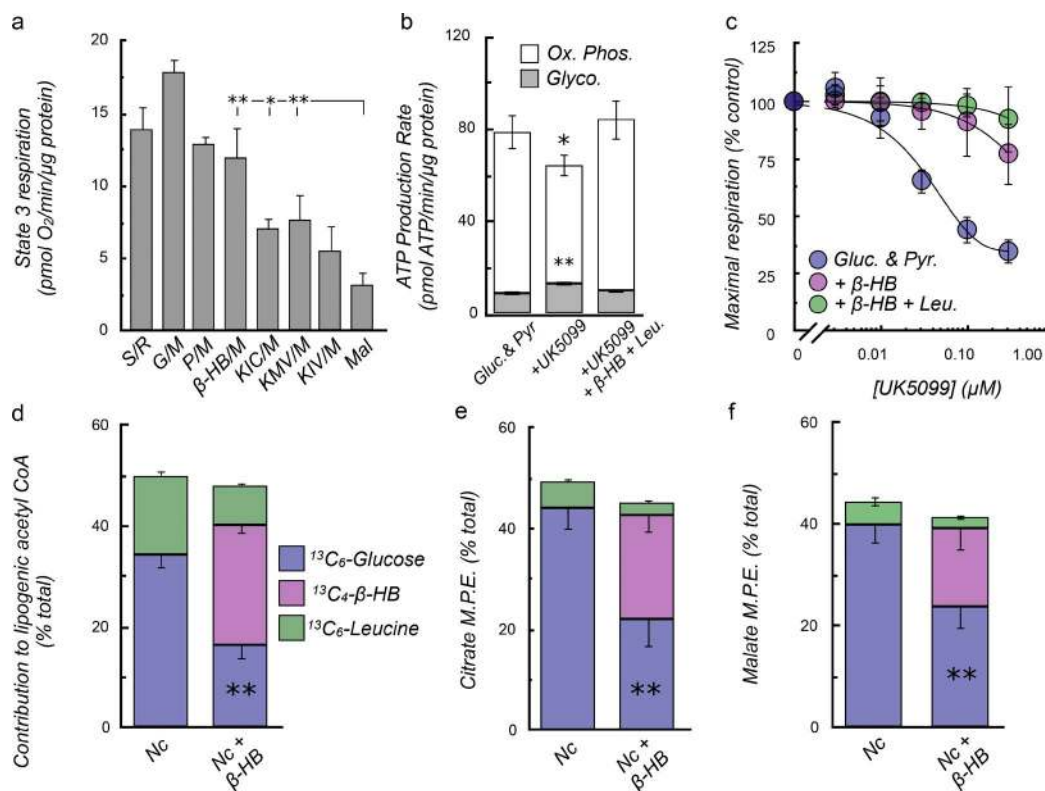 a
State 3 respiration
(pmol O₂/min/μg protein)
20
15
10
5
0
** * **
S/R
G/M
P/M
β-HB/M
KIC/M
KMV/M
KIV/M
Mal
b
ATP Production Rate
(pmol ATP/min/μg protein)
120
80
40
0
Ox. Phos.
Glyco.
*
**
Gluc.& Pyr
+UK5099
+UK5099
+ β-HB + Leu.
c
Maximal respiration (% control)
125
100
75
50
25
0
Gluc. & Pyr.
+ β-HB
+ β-HB + Leu.
0
0.01
0.10
1.00
[UK5099] (μM)
d
Contribution to lipogenic acetyl CoA
(% total)
60
40
20
0
¹³C₆-Glucose
¹³C₄-β-HB
¹³C₆-Leucine
**
Nc
Nc +
β-HB
e
Citrate M.P.E. (% total)
60
40
20
0
**
Nc
Nc +
β-HB
f
Malate M.P.E. (% total)
60
40
20
0
**
Nc
Nc +
β-HB